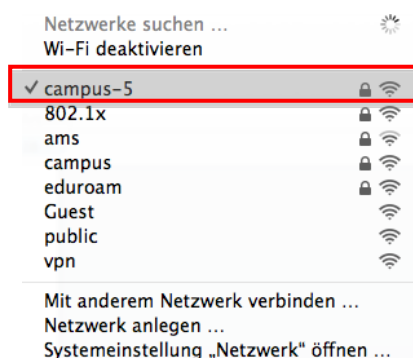 Netzwerke suchen ...
Wi-Fi deaktivieren
✓ campus-5
802.1x
ams
campus
eduroam
Guest
public
vpn
Mit anderem Netzwerk verbinden ...
Netzwerk anlegen ...
Systemeinstellung „Netzwerk“ öffnen ...